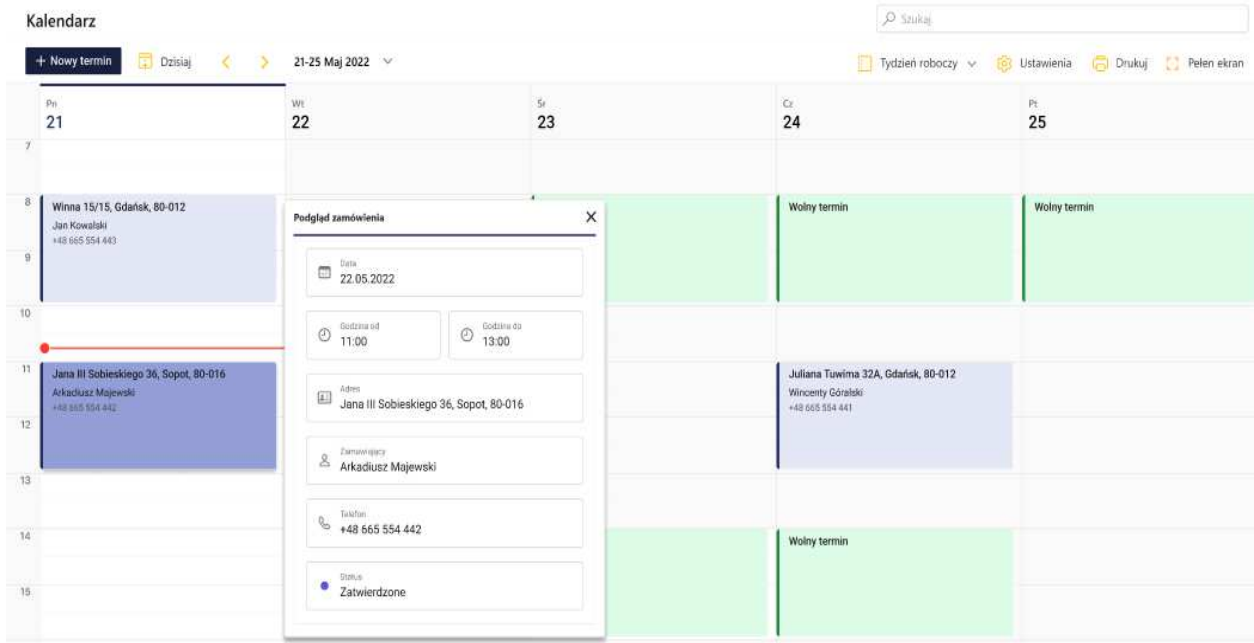 Kalendarz
Szukaj
+ Nowy termin
Dzisiaj
21-25 Maj 2022
Tydzień roboczy
Ustawienia
Drukuj
Pełen ekran
Pn
21
Wt
22
Śr
23
Cz
24
Pt
25
7
8
9
10
11
12
13
14
15
Winna 15/15, Gdańsk, 80-012
Jan Kowalski
+48 665 554 443
Jana III Sobieskiego 36, Sopot, 80-016
Arkadiusz Majewski
+48 665 554 442
Podgląd zamówienia
Data
22.05.2022
Godzina od
11:00
Godzina do
13:00
Adres
Jana III Sobieskiego 36, Sopot, 80-016
Zamawiający
Arkadiusz Majewski
Telefon
+48 665 554 442
Status
Zatwierdzone
Wolny termin
Juliana Tuwima 32A, Gdańsk, 80-012
Wincenty Góralski
+48 665 554 441
Wolny termin
Wolny termin